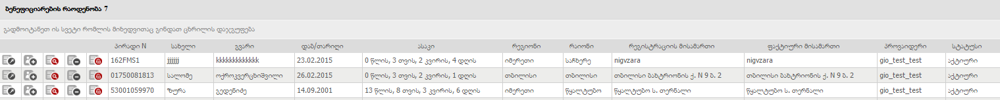 ბენეფიციარების რაოდენობა 7
გადმოიტანეთ ის სვეტი რომლის მიხედვითაც გინდათ ცხრილის დაჯგუფება
პირადი N სახელი გვარი დაბ/თარიღი ასაკი რეგიონი რაიონი რეგისტრაციის მისამართი ფაქტიური მისამართი პროვაიდერი სტატუსი
162FMS1 jjjjjj kkkkkkkkkkkkk 23.02.2015 0 წლის, 3 თვის, 2 კვირის, 4 დღის იმერეთი საჩხერე nigvzara nigvzara gio_test_test აქტიური
01750081813 სალომე ოქროკვერცხიშვილი 26.02.2015 0 წლის, 3 თვის, 2 კვირის, 1 დღის თბილისი თბილისი თბილისი ბახტრიონის ქ. N 9 ბ. 2 თბილისი ბახტრიონის ქ. N 9 ბ. 2 gio_test_test აქტიური
53001059970 ზურა გედენიძე 14.09.2001 13 წლის, 8 თვის, 3 კვირის, 6 დღის იმერეთი წყალტუბო წყალტუბო ს. თერნალი წყალტუბო ს. თერნალი gio_test_test აქტიური